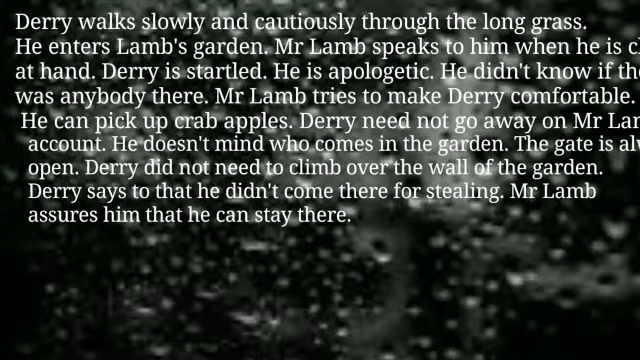 Derry walks slowly and cautiously through the long grass.
He enters Lamb's garden. Mr Lamb speaks to him when he is
at hand. Derry is startled. He is apologetic. He didn't know if
was anybody there. Mr Lamb tries to make Derry comfortable.
He can pick up crab apples. Derry need not go away on Mr
account. He doesn't mind who comes in the garden. The gate is
open. Derry did not need to climb over the wall of the garden.
Derry says to that he didn't come there for stealing. Mr Lamb
assures him that he can stay there.